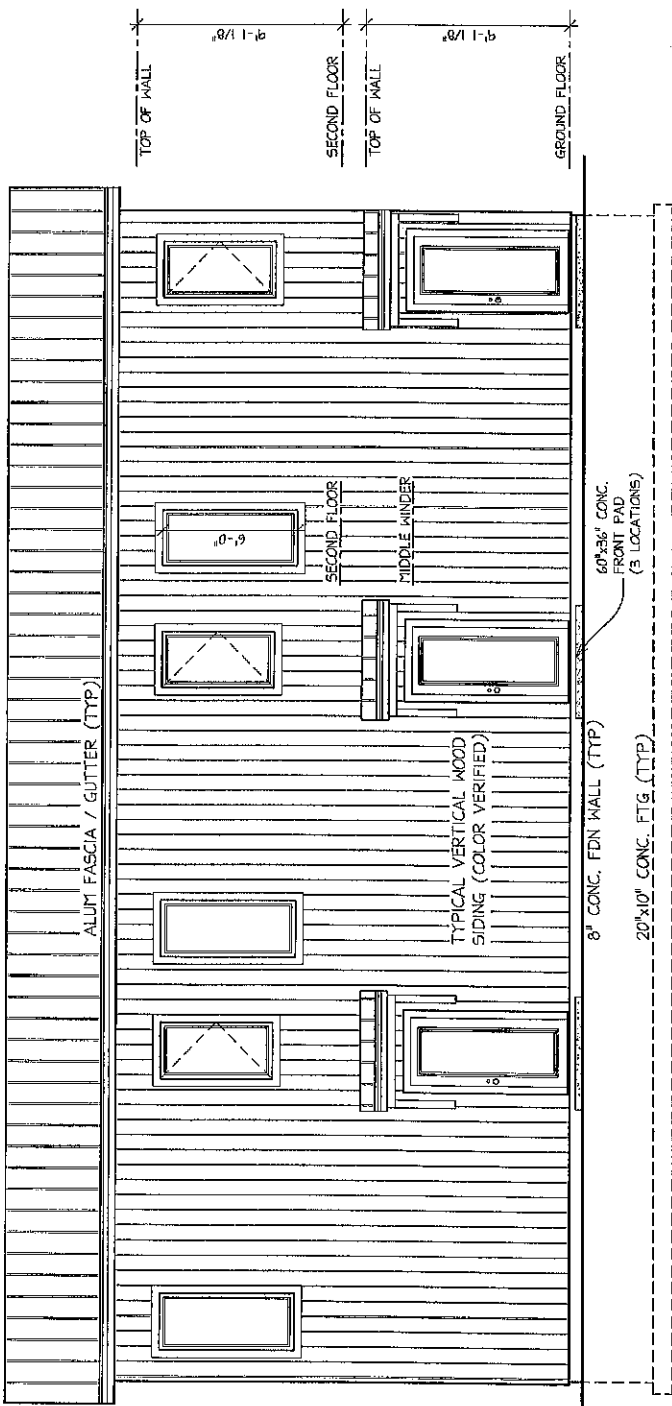 ALUM FASCIA / GUTTER (TYP)
TOP OF WALL
9'-1 1/8"
SECOND FLOOR
TOP OF WALL
9'-1 1/8"
GROUND FLOOR
6'-0"
SECOND FLOOR
MIDDLE WINDER
TYPICAL VERTICAL WOOD
SIDING (COLOR VERIFIED)
60"x36" CONC.
FRONT PAD
(3 LOCATIONS)
8" CONC. FDN WALL (TYP)
20"x10" CONC. FTG (TYP)